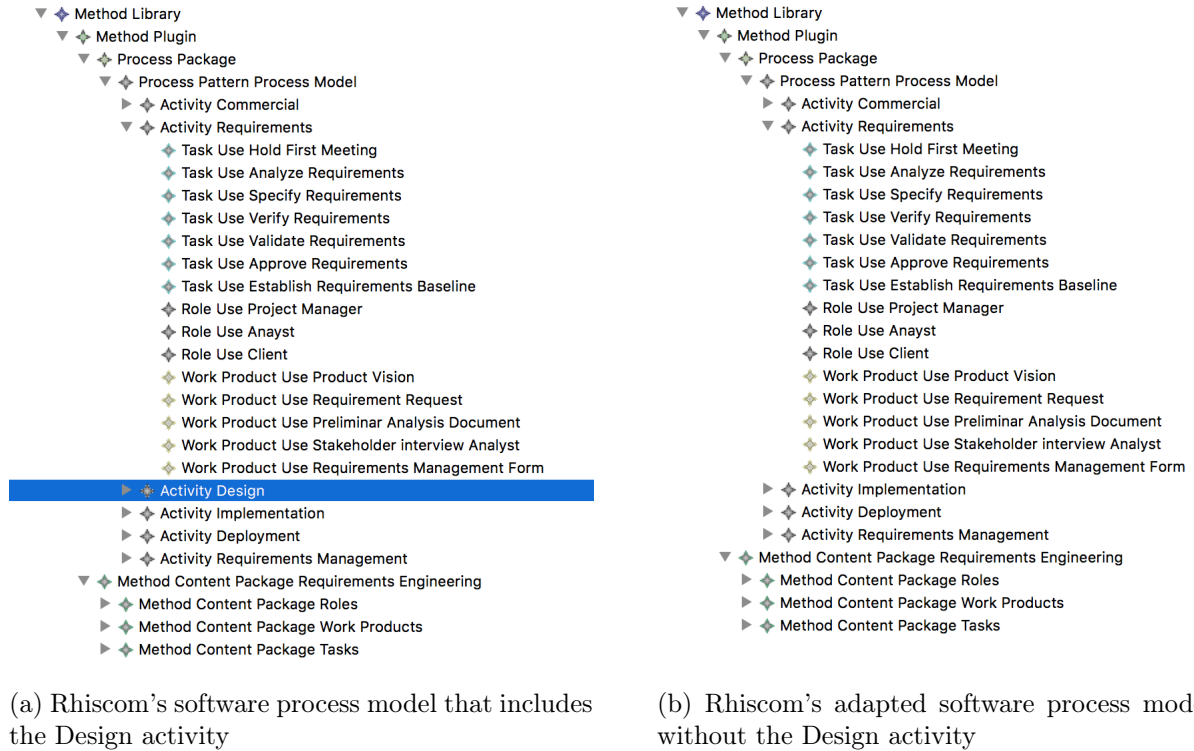 Method Library
Method Plugin
Process Package
Process Pattern Process Model
Activity Commercial
Activity Requirements
Task Use Hold First Meeting
Task Use Analyze Requirements
Task Use Specify Requirements
Task Use Verify Requirements
Task Use Validate Requirements
Task Use Approve Requirements
Task Use Establish Requirements Baseline
Role Use Project Manager
Role Use Anayst
Role Use Client
Work Product Use Product Vision
Work Product Use Requirement Request
Work Product Use Preliminar Analysis Document
Work Product Use Stakeholder interview Analyst
Work Product Use Requirements Management Form
Activity Design
Activity Implementation
Activity Deployment
Activity Requirements Management
Method Content Package Requirements Engineering
Method Content Package Roles
Method Content Package Work Products
Method Content Package Tasks
(a) Rhiscom's software process model that includes
the Design activity
Method Library
Method Plugin
Process Package
Process Pattern Process Model
Activity Commercial
Activity Requirements
Task Use Hold First Meeting
Task Use Analyze Requirements
Task Use Specify Requirements
Task Use Verify Requirements
Task Use Validate Requirements
Task Use Approve Requirements
Task Use Establish Requirements Baseline
Role Use Project Manager
Role Use Anayst
Role Use Client
Work Product Use Product Vision
Work Product Use Requirement Request
Work Product Use Preliminar Analysis Document
Work Product Use Stakeholder interview Analyst
Work Product Use Requirements Management Form
Activity Implementation
Activity Deployment
Activity Requirements Management
Method Content Package Requirements Engineering
Method Content Package Roles
Method Content Package Work Products
Method Content Package Tasks
(b) Rhiscom's adapted software process mod
without the Design activity